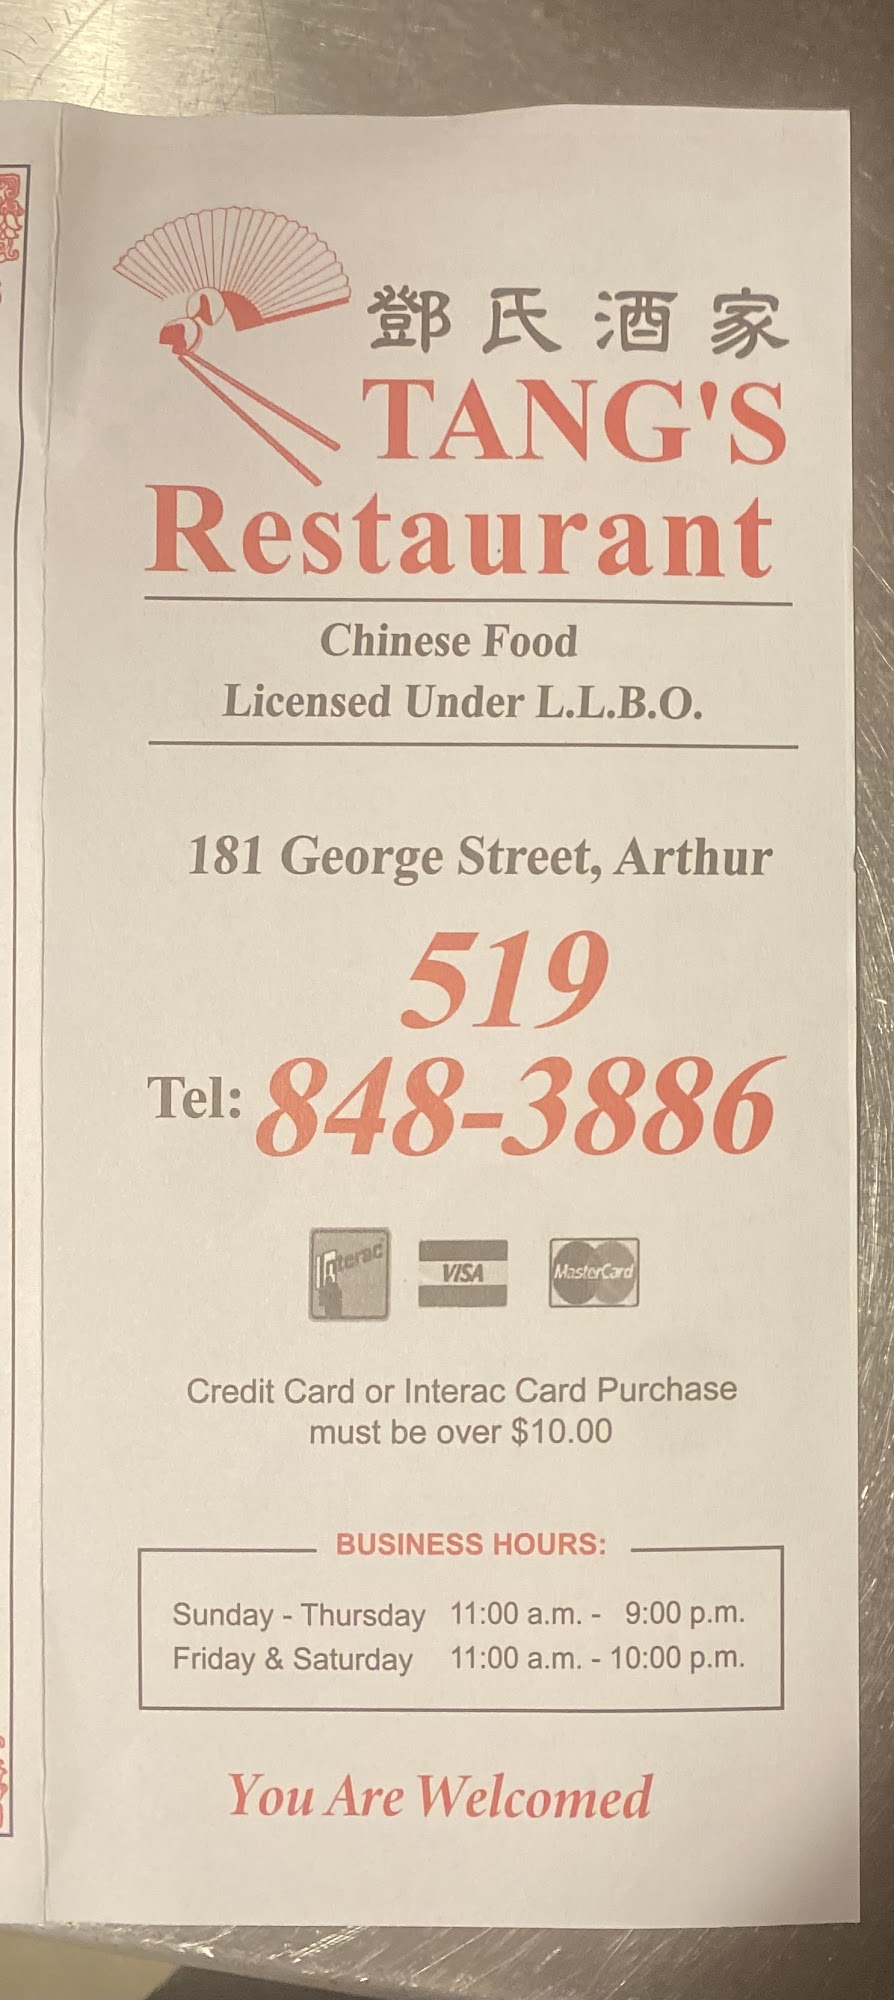 鄧氏酒家
TANG'S
Restaurant
Chinese Food
Licensed Under L.L.B.O.
181 George Street, Arthur
519
Tel: 848-3886
Interac VISA MasterCard
Credit Card or Interac Card Purchase
must be over $10.00
BUSINESS HOURS:
Sunday - Thursday 11:00 a.m. - 9:00 p.m.
Friday & Saturday 11:00 a.m. - 10:00 p.m.
You Are Welcomed